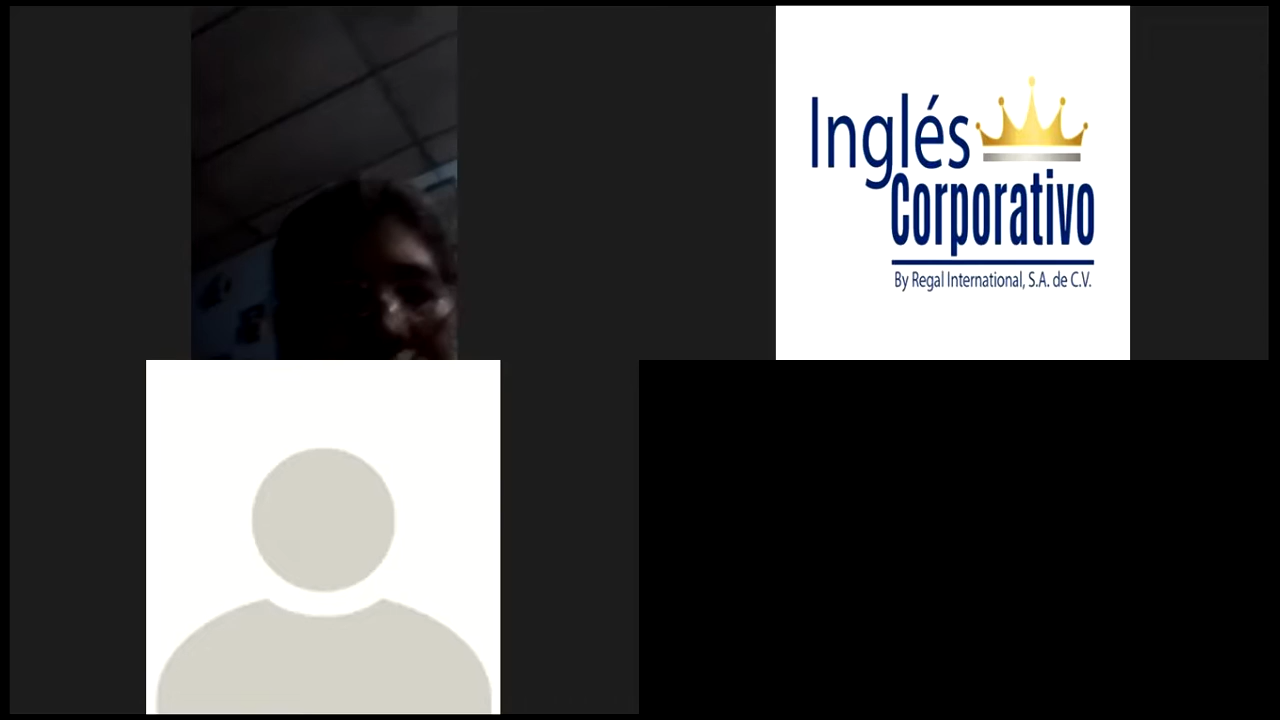 Inglés
Corporativo
By Regal International, S.A. de C.V.